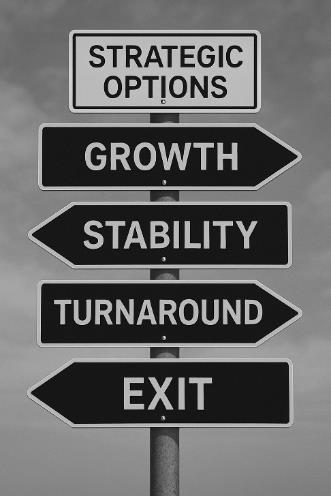 STRATEGIC
OPTIONS
GROWTH
STABILITY
TURNAROUND
EXIT